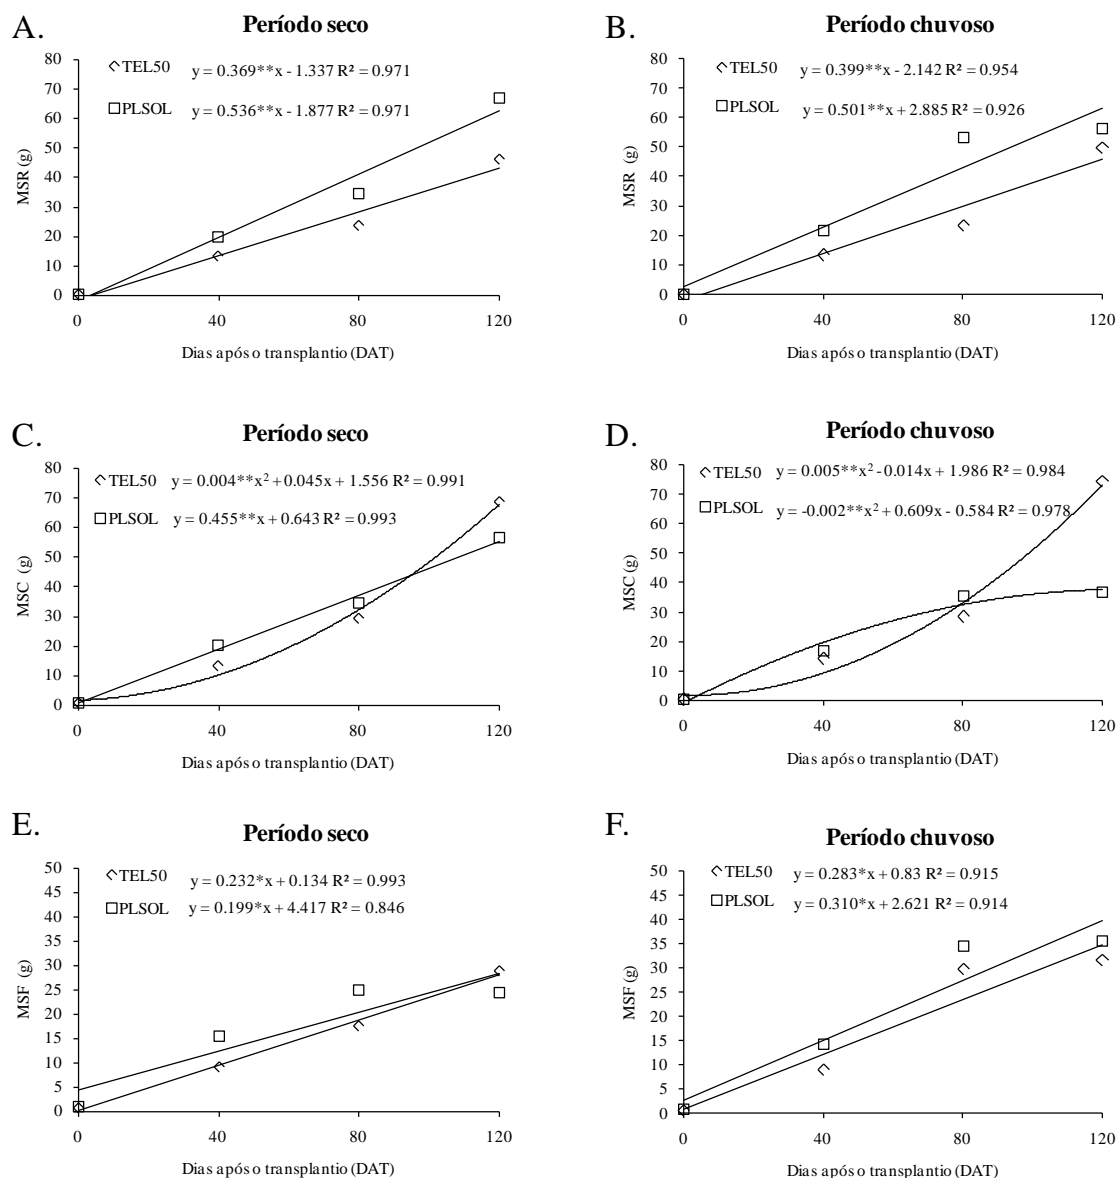 A.
Período seco
80
70
60
50
40
30
20
10
0
MSR (g)
TEL50 y = 0.369**x - 1.337 R² = 0.971
PLSOL y = 0.536**x - 1.877 R² = 0.971
0 40 80 120
Dias após o transplantio (DAT)
B.
Período chuvoso
80
70
60
50
40
30
20
10
0
MSR (g)
TEL50 y = 0.399**x - 2.142 R² = 0.954
PLSOL y = 0.501**x + 2.885 R² = 0.926
0 40 80 120
Dias após o transplantio (DAT)
C.
Período seco
80
70
60
50
40
30
20
10
0
MSC (g)
TEL50 y = 0.004**x² + 0.045x + 1.556 R² = 0.991
PLSOL y = 0.455**x + 0.643 R² = 0.993
0 40 80 120
Dias após o transplantio (DAT)
D.
Período chuvoso
80
70
60
50
40
30
20
10
0
MSC (g)
TEL50 y = 0.005**x² - 0.014x + 1.986 R² = 0.984
PLSOL y = -0.002**x² + 0.609x - 0.584 R² = 0.978
0 40 80 120
Dias após o transplantio (DAT)
E.
Período seco
50
45
40
35
30
25
20
15
10
5
0
MSF (g)
TEL50 y = 0.232*x + 0.134 R² = 0.993
PLSOL y = 0.199*x + 4.417 R² = 0.846
0 40 80 120
Dias após o transplantio (DAT)
F.
Período chuvoso
50
45
40
35
30
25
20
15
10
5
0
MSF (g)
TEL50 y = 0.283*x + 0.83 R² = 0.915
PLSOL y = 0.310*x + 2.621 R² = 0.914
0 40 80 120
Dias após o transplantio (DAT)